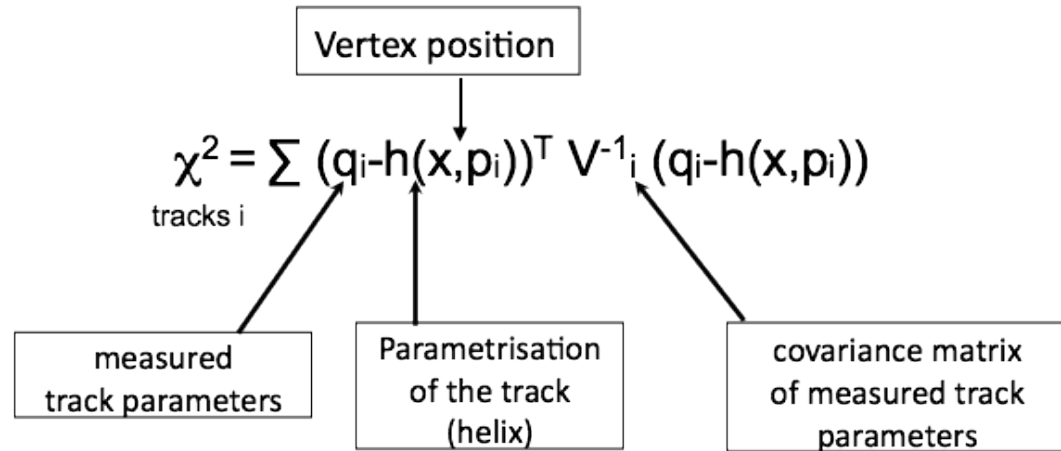 Vertex position
χ² = ∑ (qᵢ-h(x,pᵢ))ᵀ V⁻¹ᵢ (qᵢ-h(x,pᵢ))
tracks i
measured
track parameters
Parametrisation
of the track
(helix)
covariance matrix
of measured track
parameters